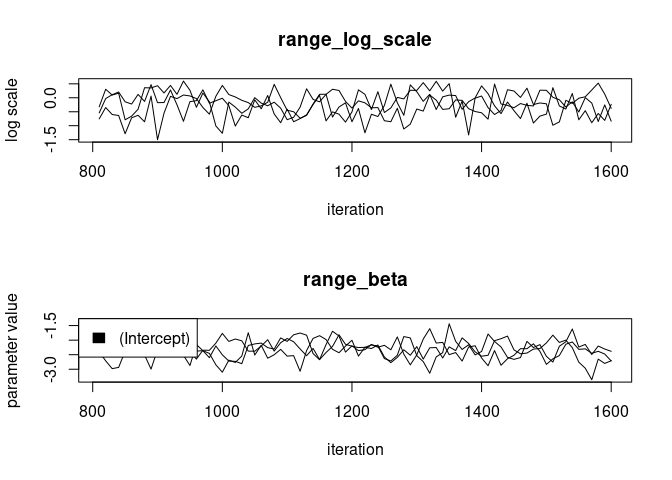 range_log_scale
log scale
0.0
-1.5
800 1000 1200 1400 1600
iteration
range_beta
parameter value
-1.5
-3.0
(Intercept)
800 1000 1200 1400 1600
iteration